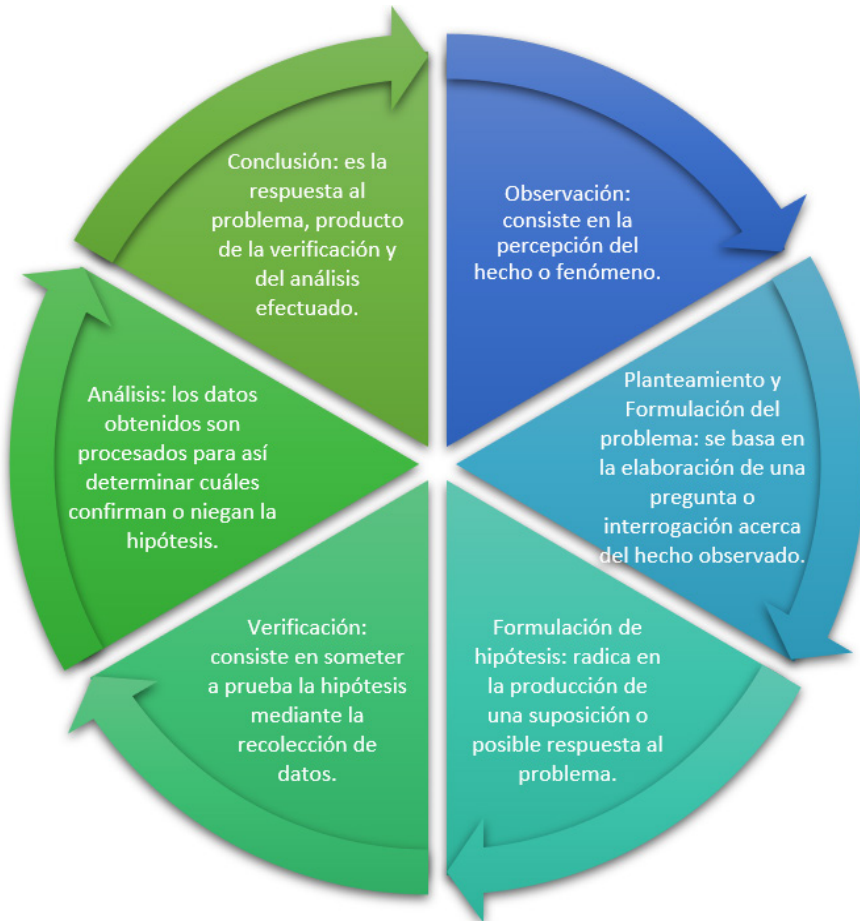 Observación:
consiste en la
percepción del
hecho o fenómeno.
Planteamiento y
Formulación del
problema: se basa en
la elaboración de una
pregunta o
interrogación acerca
del hecho observado.
Formulación de
hipótesis: radica en
la producción de
una suposición o
posible respuesta al
problema.
Verificación:
consiste en someter
a prueba la hipótesis
mediante la
recolección de
datos.
Análisis: los datos
obtenidos son
procesados para así
determinar cuáles
confirman o niegan la
hipótesis.
Conclusión: es la
respuesta al
problema, producto
de la verificación y
del análisis
efectuado.